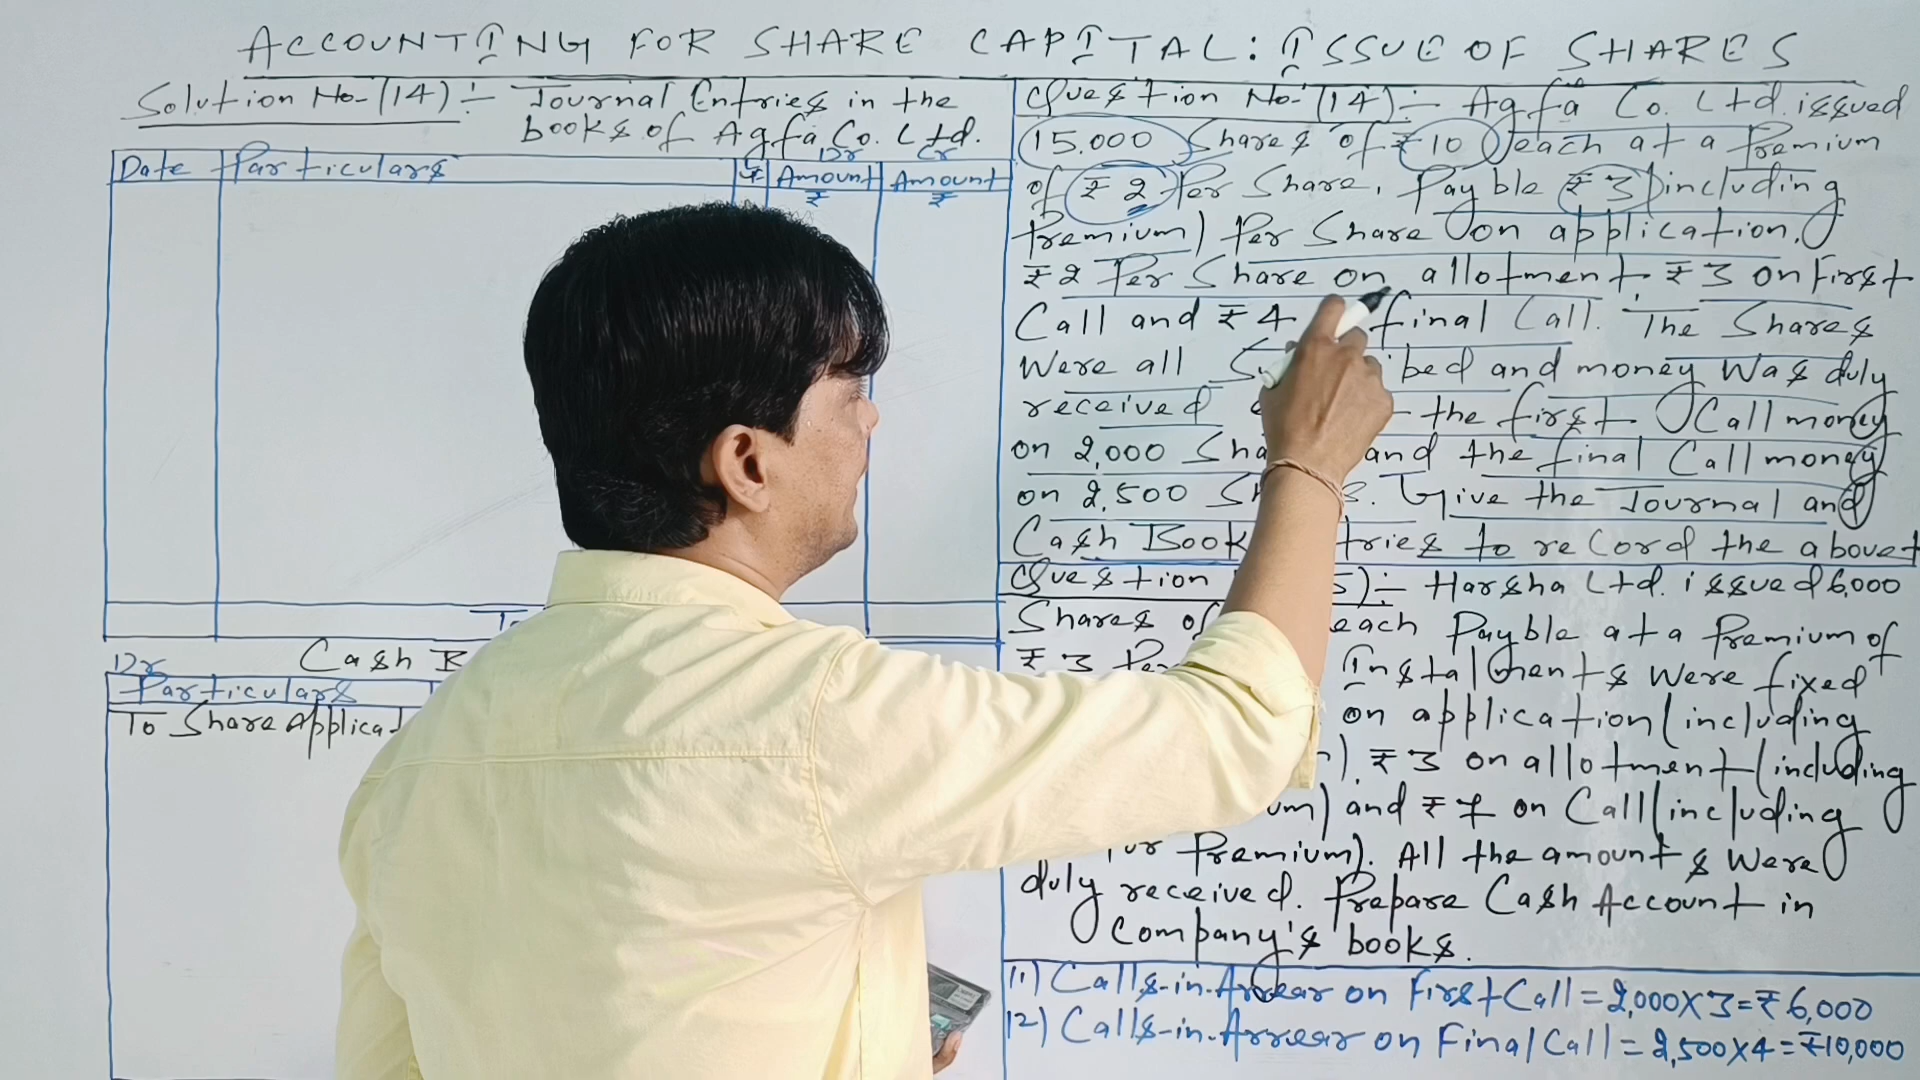 ACCOUNTING FOR SHARE CAPITAL: ISSUE OF SHARES
Solution No-(14):- Journal Entries in the
books of Agfa Co. Ltd.
Date Particulars Dr Amount ₹ Cr Amount ₹
Cash B
Dr
Particulars
To Share Applicat
Question No-(14):- Agfa Co. Ltd. issued
15,000 Shares of ₹10 each at a Premium
of ₹2 Per Share, Payble ₹3(including
Premium) Per Share on application,
₹2 Per Share on allotment, ₹3 on First
Call and ₹4 final Call. The Shares
Were all bed and money was duly
received the first Call money
on 2,000 Sha and the final Call money
on 2,500 Sh s. Give the Journal and
Cash Book tries to record the above
Question 5):- Harsha Ltd. issued 6,000
Shares of each Payble at a Premium of
₹3 Per Instalments were fixed
on application(including
), ₹3 on allotment(including
um) and ₹7 on Call(including
Premium). All the amounts were
duly received. Prepare Cash Account in
Company's books.
11) Calls-in-Arrear on First Call = 2,000×3=₹6,000
12) Calls-in-Arrear on Final Call = 2,500×4=₹10,000